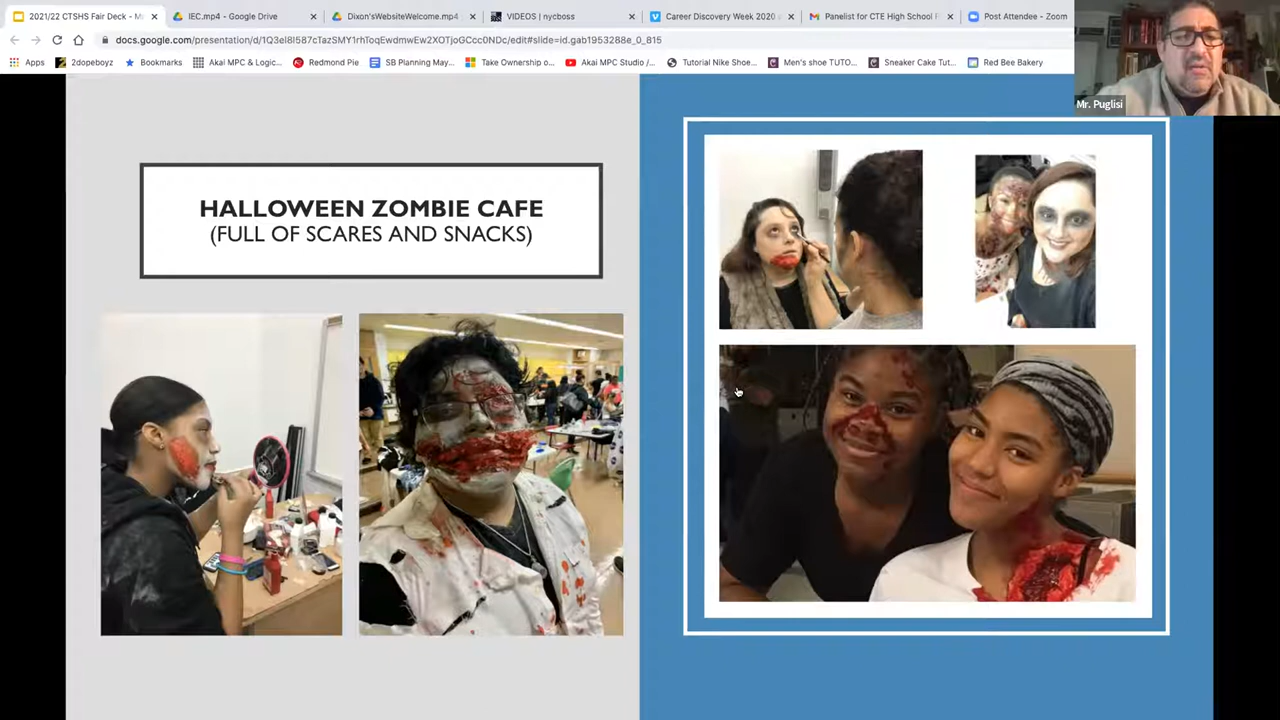 2021/22 CTSHS Fair Deck - M
IEC.mp4 - Google Drive
Dixon'sWebsiteWelcome.mp4
VIDEOS | nycboss
Career Discovery Week 2020
Panelist for CTE High School F
Post Attendee - Zoom
docs.google.com/presentation/d/1Q3eI8I587cTazSMY1rhToqEwdmwEw2XOTjoGCcc0NDc/edit#slide=id.gab1953288e_0_815
Apps
2dopeboyz
Bookmarks
Akai MPC & Logic...
Redmond Pie
SB Planning May...
Take Ownership o...
Akai MPC Studio /...
Tutorial Nike Shoe...
Men's shoe TUTO...
Sneaker Cake Tut...
Red Bee Bakery
Mr. Puglisi
HALLOWEEN ZOMBIE CAFE
(FULL OF SCARES AND SNACKS)